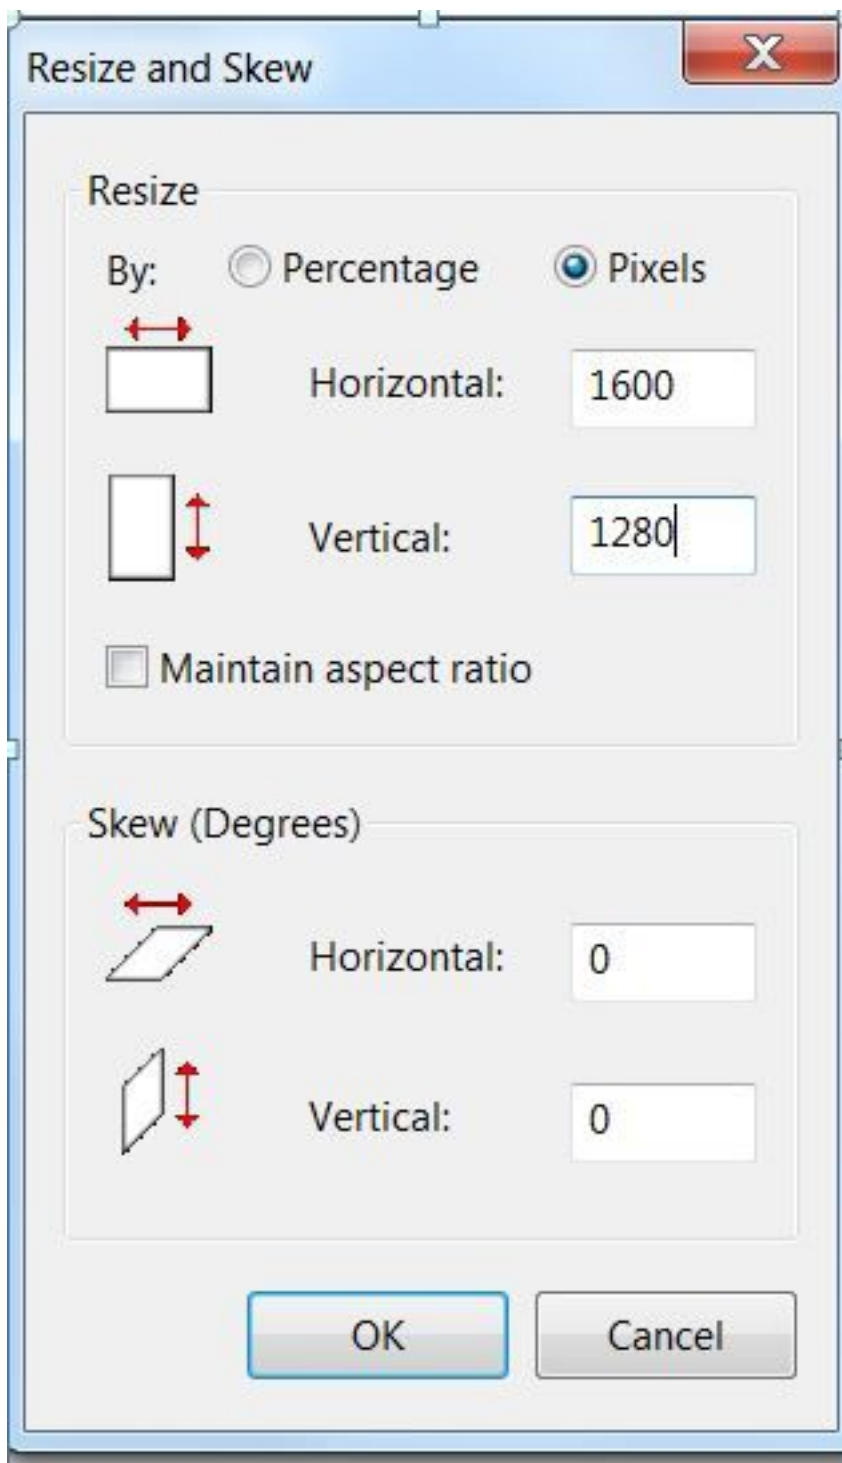 Resize and Skew
Resize
By: Percentage Pixels
Horizontal: 1600
Vertical: 1280
Maintain aspect ratio
Skew (Degrees)
Horizontal: 0
Vertical: 0
OK Cancel